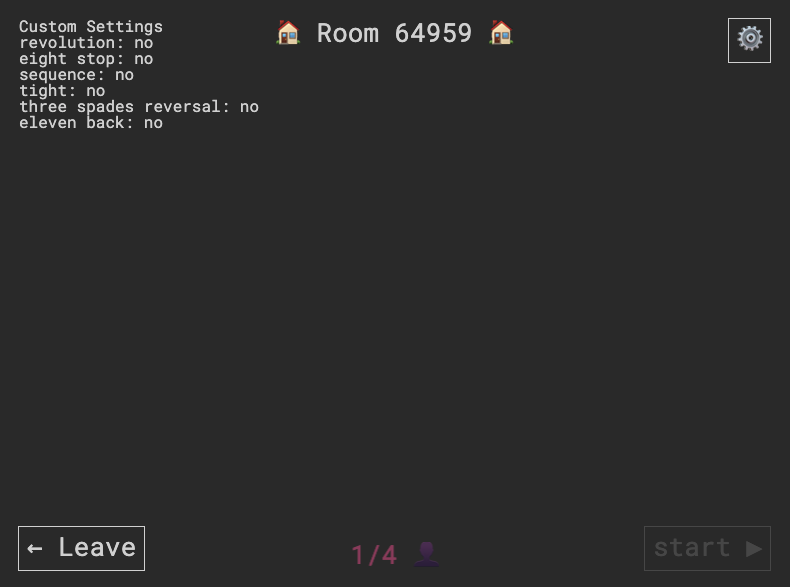 Custom Settings
revolution: no
eight stop: no
sequence: no
tight: no
three spades reversal: no
eleven back: no
🏠 Room 64959 🏠
← Leave
1/4 👤
start ▶